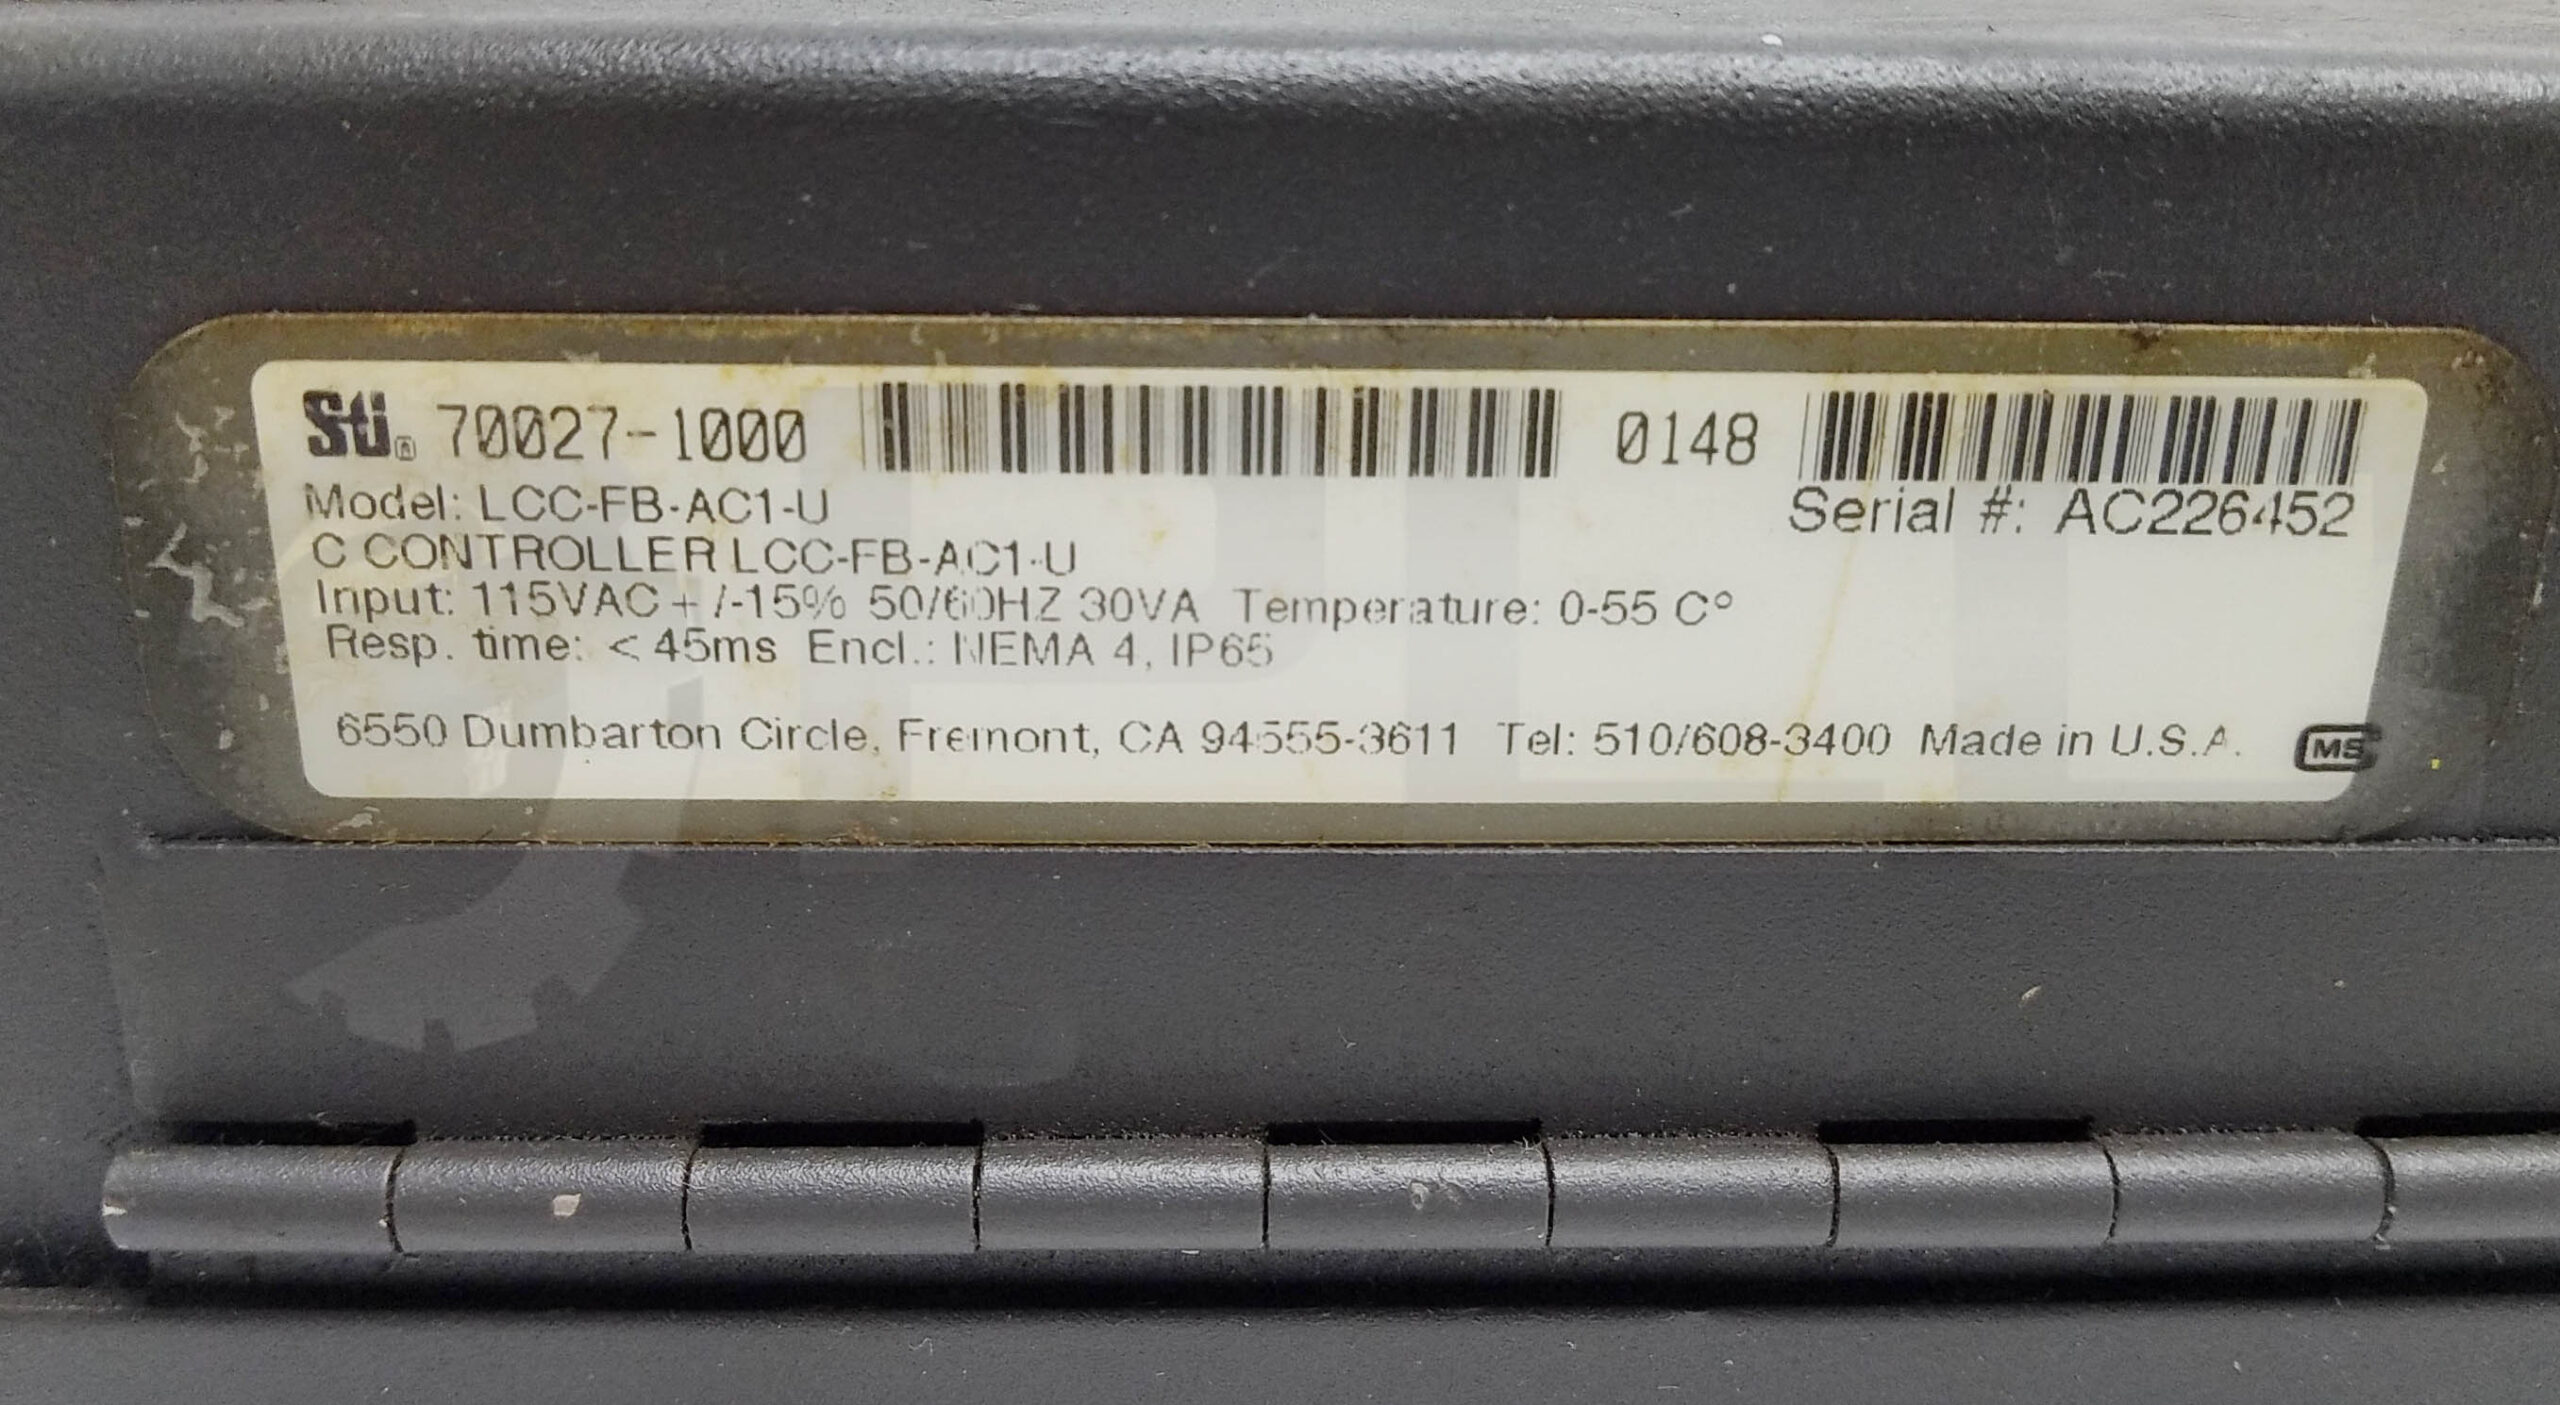 Sti® 70027-1000 0148
Model: LCC-FB-AC1-U
Serial #: AC226452
C CONTROLLER LCC-FB-AC1-U
Input: 115VAC+/-15% 50/60HZ 30VA Temperature: 0-55 C°
Resp. time: <45ms Encl.: NEMA 4, IP65
6550 Dumbarton Circle, Fremont, CA 94555-3611 Tel: 510/608-3400 Made in U.S.A.